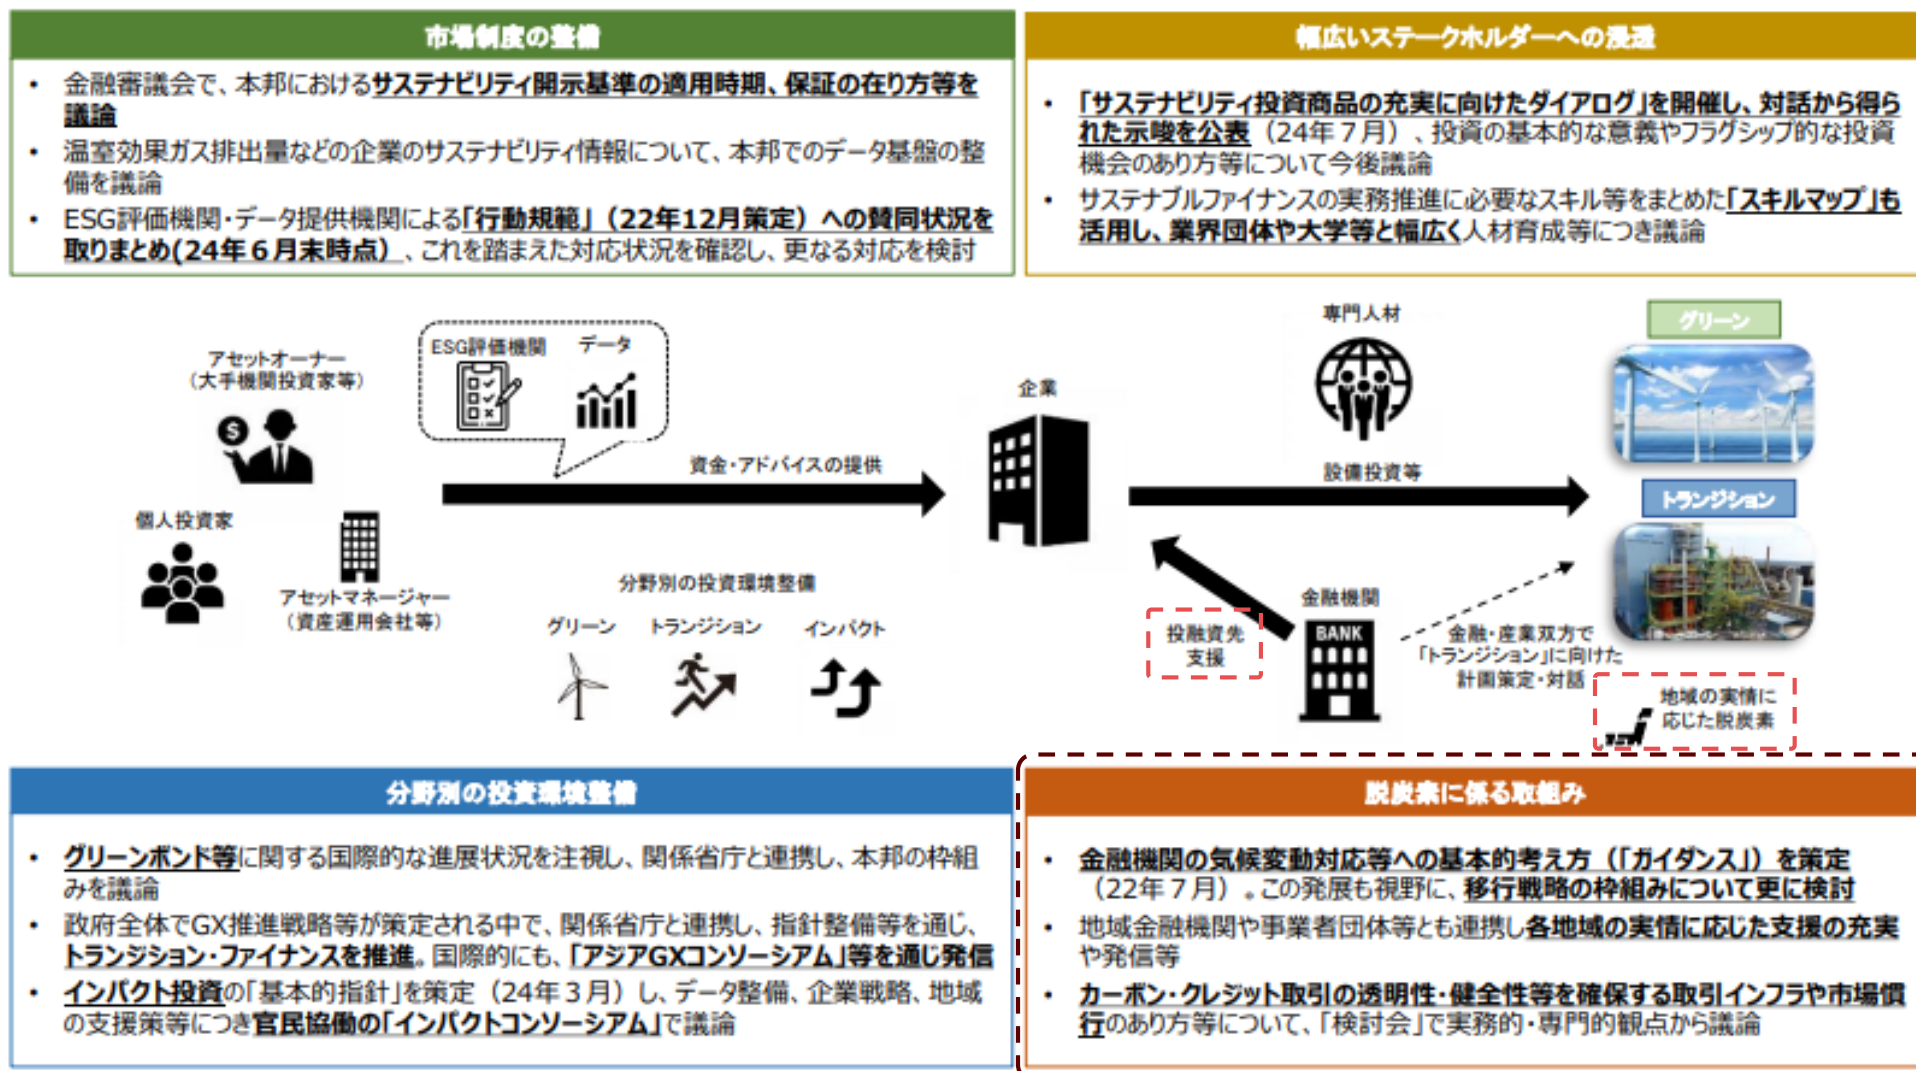 市場制度の整備
• 金融審議会で、本邦におけるサステナビリティ開示基準の適用時期、保証の在り方等を
議論
• 温室効果ガス排出量などの企業のサステナビリティ情報について、本邦でのデータ基盤の整
備を議論
• ESG評価機関・データ提供機関による「行動規範」（22年12月策定）への賛同状況を
取りまとめ(24年６月末時点）、これを踏まえた対応状況を確認し、更なる対応を検討
幅広いステークホルダーへの浸透
• 「サステナビリティ投資商品の充実に向けたダイアログ」を開催し、対話から得ら
れた示唆を公表（24年７月）、投資の基本的な意義やフラグシップ的な投資
機会のあり方等について今後議論
• サステナブルファイナンスの実務推進に必要なスキル等をまとめた「スキルマップ」も
活用し、業界団体や大学等と幅広く人材育成等につき議論
アセットオーナー
（大手機関投資家等）
個人投資家
アセットマネージャー
（資産運用会社等）
ESG評価機関
データ
資金・アドバイスの提供
分野別の投資環境整備
グリーン
トランジション
インパクト
企業
専門人材
設備投資等
グリーン
トランジション
投融資先
支援
金融機関
BANK
金融・産業双方で
「トランジション」に向けた
計画策定・対話
地域の実情に
応じた脱炭素
分野別の投資環境整備
• グリーンボンド等に関する国際的な進展状況を注視し、関係省庁と連携し、本邦の枠組
みを議論
• 政府全体でGX推進戦略等が策定される中で、関係省庁と連携し、指針整備等を通じ、
トランジション・ファイナンスを推進。国際的にも、「アジアGXコンソーシアム」等を通じ発信
• インパクト投資の「基本的指針」を策定（24年３月）し、データ整備、企業戦略、地域
の支援策等につき官民協働の「インパクトコンソーシアム」で議論
脱炭素に係る取組み
• 金融機関の気候変動対応等への基本的考え方（「ガイダンス」）を策定
（22年７月）。この発展も視野に、移行戦略の枠組みについて更に検討
• 地域金融機関や事業者団体等とも連携し各地域の実情に応じた支援の充実
や発信等
• カーボン・クレジット取引の透明性・健全性等を確保する取引インフラや市場慣
行のあり方等について、「検討会」で実務的・専門的観点から議論